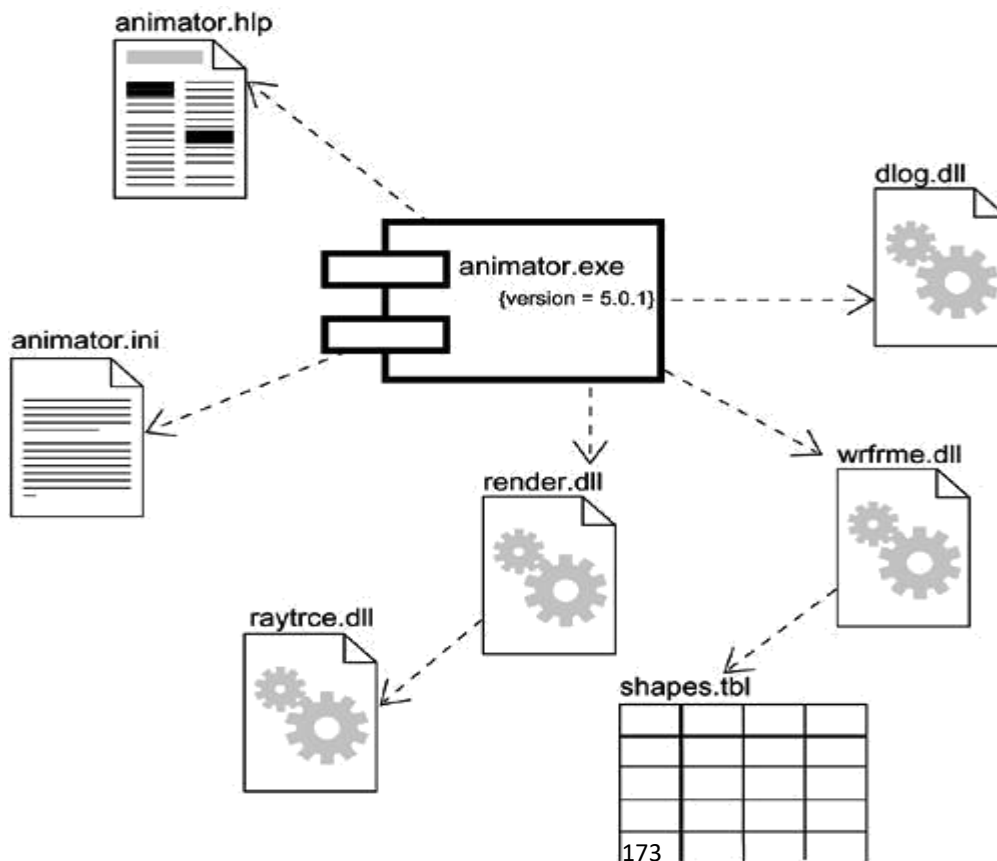 animator.hlp
dlog.dll
animator.exe
{version = 5.0.1}
animator.ini
wrfrme.dll
render.dll
raytrce.dll
shapes.tbl
173